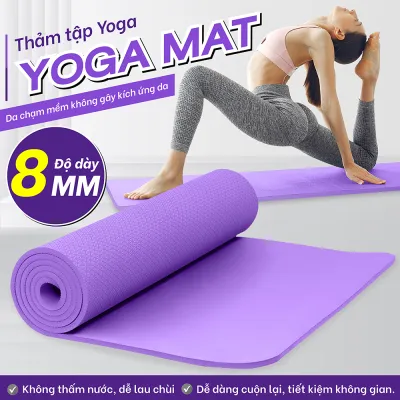 Thảm tập Yoga
YOGA MAT
Da chạm mềm không gây kích ứng da
8 Độ dày
MM
Không thấm nước, dễ lau chùi
Dễ dàng cuộn lại, tiết kiệm không gian.